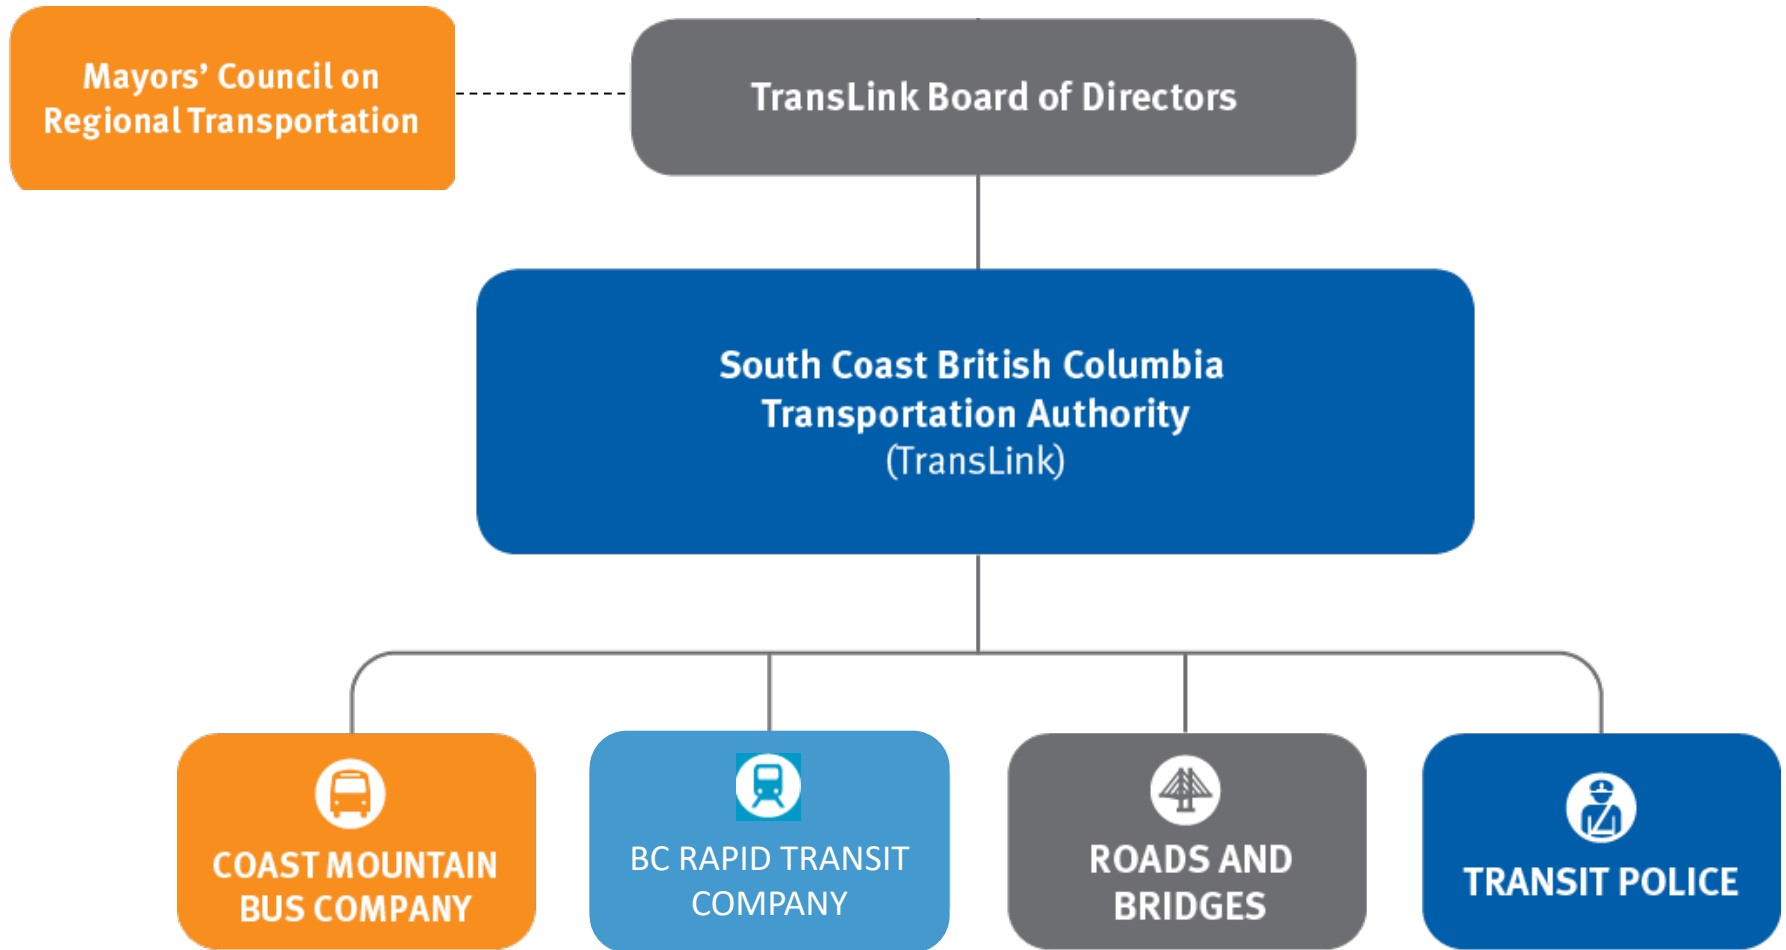 Mayors’ Council on
Regional Transportation
TransLink Board of Directors
South Coast British Columbia
Transportation Authority
(TransLink)
COAST MOUNTAIN
BUS COMPANY
BC RAPID TRANSIT
COMPANY
ROADS AND
BRIDGES
TRANSIT POLICE